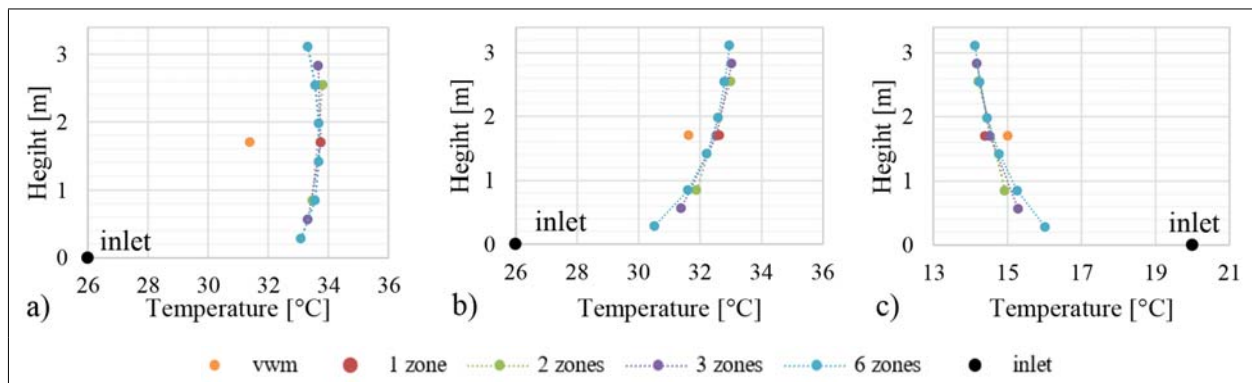 3
2
1
0
Hegiht [m]
inlet
26 28 30 32 34 36
Temperature [°C]
a)
3
2
1
0
Hegiht [m]
inlet
26 28 30 32 34 36
Temperature [°C]
b)
3
2
1
0
Hegiht [m]
inlet
13 15 17 19 21
Temperature [°C]
c)
vwm 1 zone 2 zones 3 zones 6 zones inlet